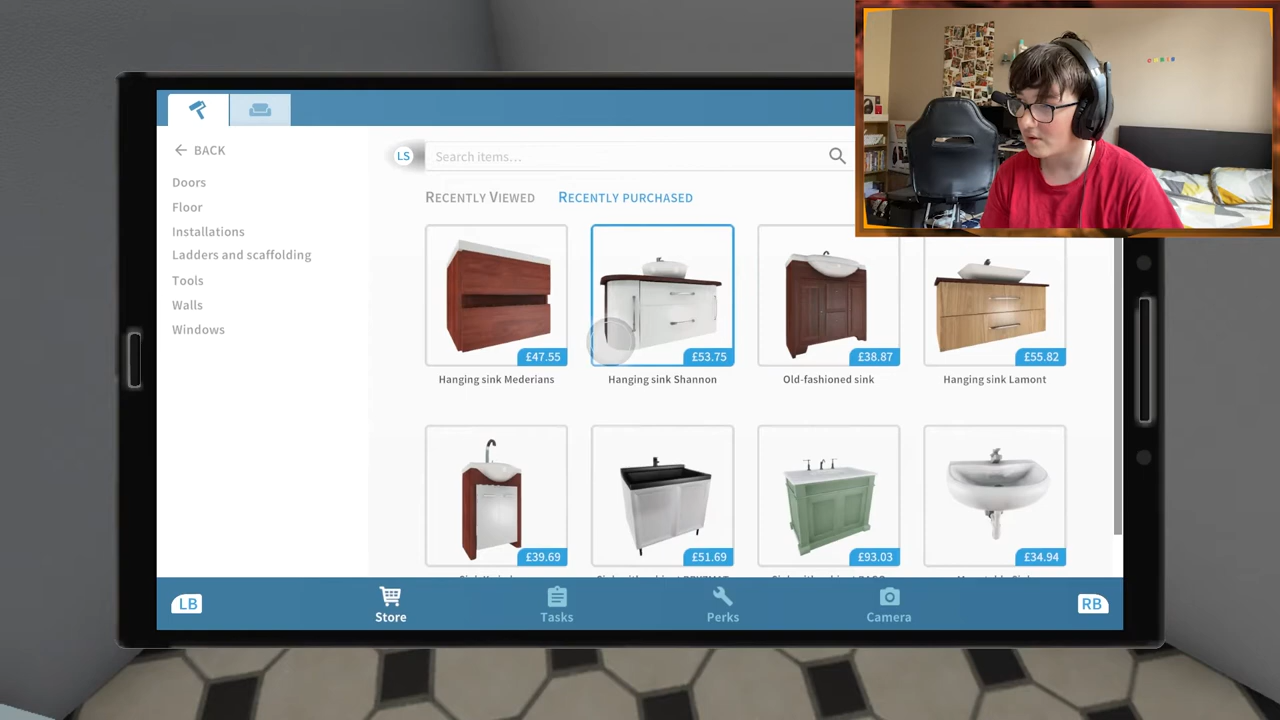 BACK
LS
Search items...
Doors
Floor
Installations
Ladders and scaffolding
Tools
Walls
Windows
RECENTLY VIEWED
RECENTLY PURCHASED
£47.55
£53.75
£38.87
£55.82
Hanging sink Mederians
Hanging sink Shannon
Old-fashioned sink
Hanging sink Lamont
£39.69
£51.69
£93.03
£34.94
LB
Store
Tasks
Perks
Camera
RB